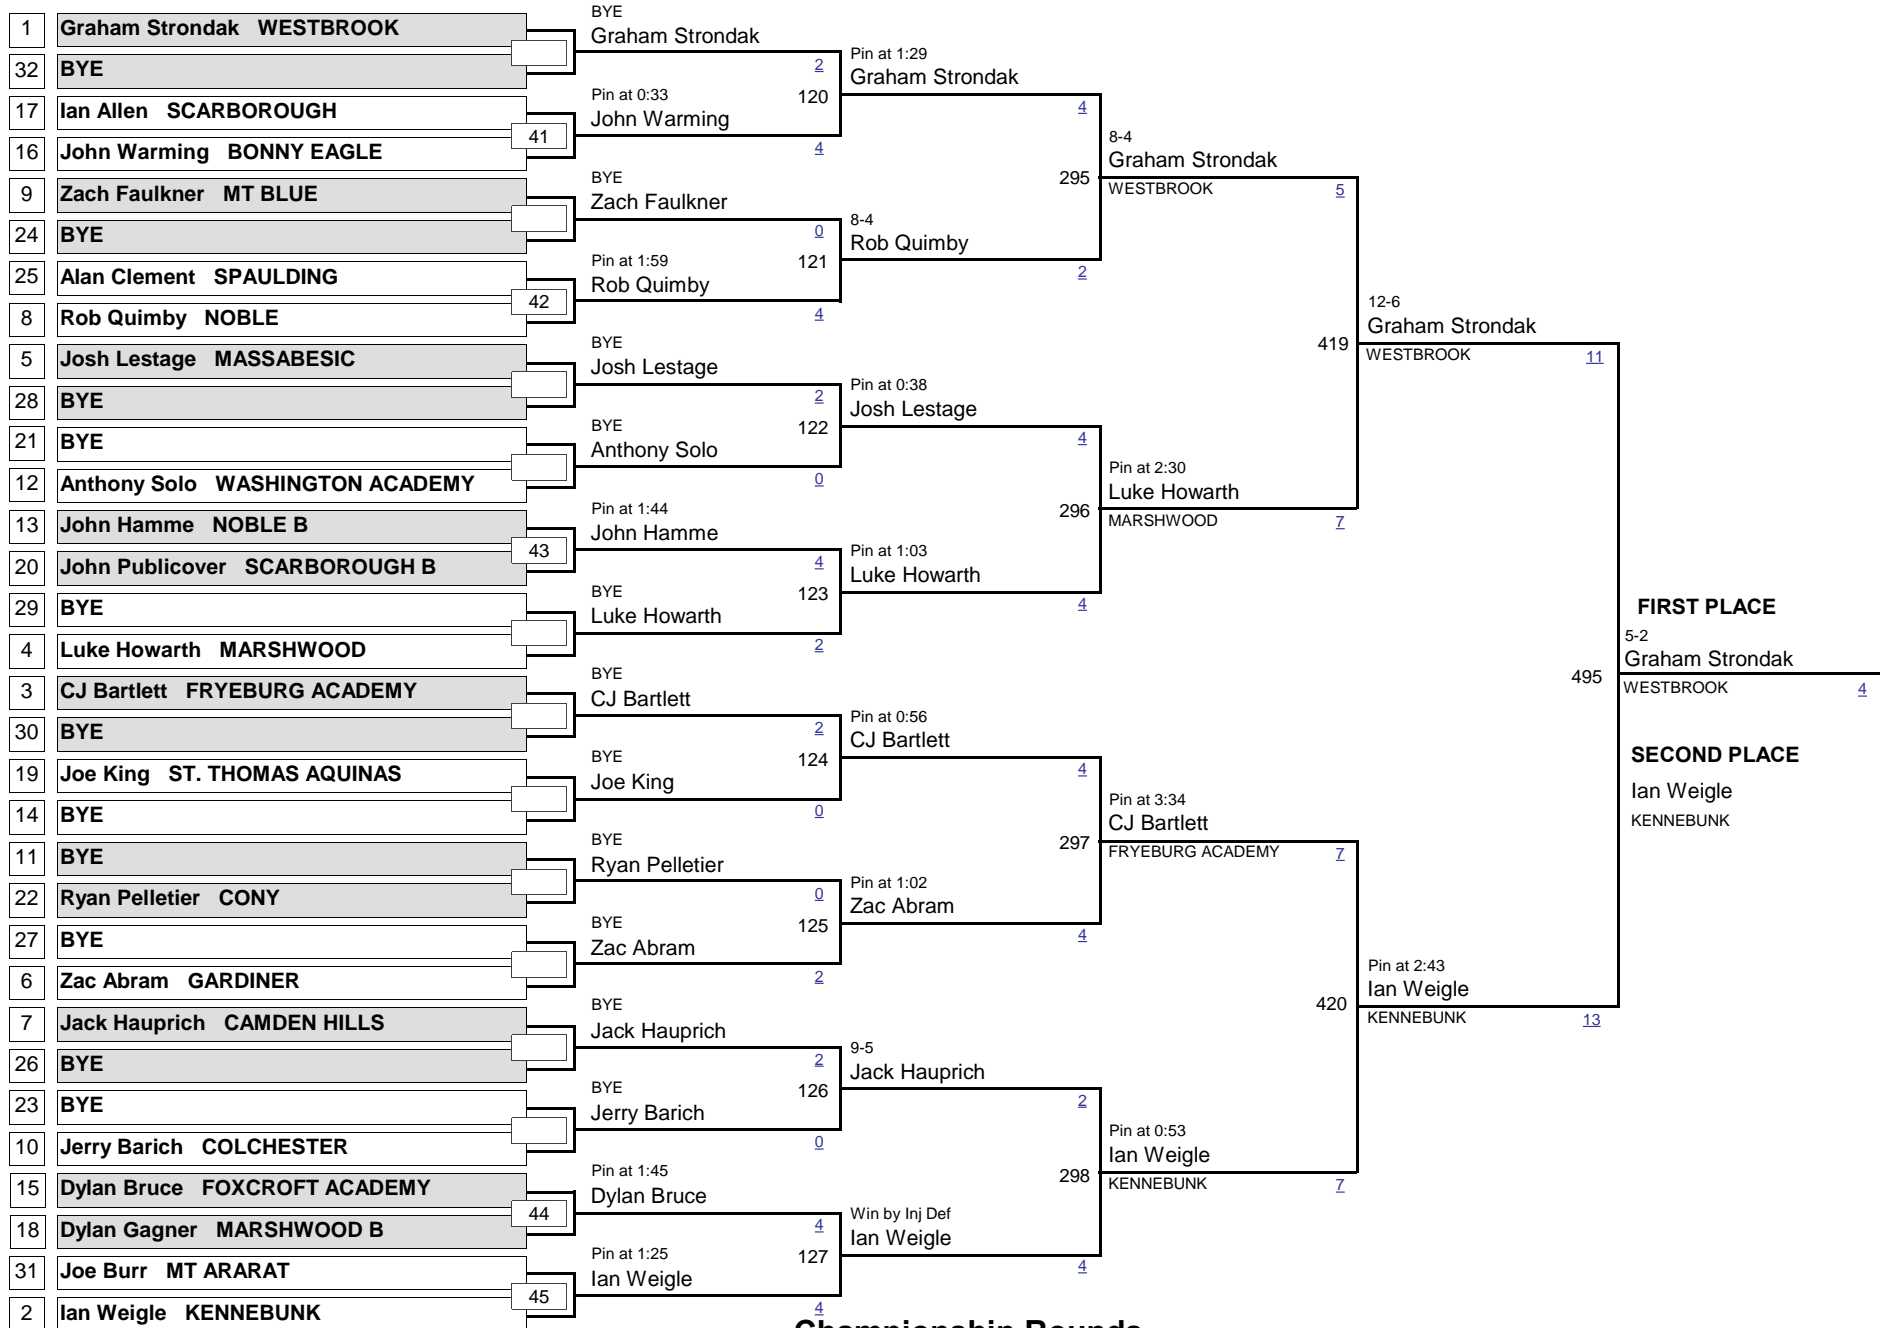 1 Graham Strondak WESTBROOK
32 BYE
17 Ian Allen SCARBOROUGH
41
16 John Warming BONNY EAGLE
9 Zach Faulkner MT BLUE
24 BYE
25 Alan Clement SPAULDING
42
8 Rob Quimby NOBLE
5 Josh Lestage MASSABESIC
28 BYE
21 BYE
12 Anthony Solo WASHINGTON ACADEMY
13 John Hamme NOBLE B
43
20 John Publicover SCARBOROUGH B
29 BYE
4 Luke Howarth MARSHWOOD
3 CJ Bartlett FRYEBURG ACADEMY
30 BYE
19 Joe King ST. THOMAS AQUINAS
14 BYE
11 BYE
22 Ryan Pelletier CONY
27 BYE
6 Zac Abram GARDINER
7 Jack Hauprich CAMDEN HILLS
26 BYE
23 BYE
10 Jerry Barich COLCHESTER
15 Dylan Bruce FOXCROFT ACADEMY
44
18 Dylan Gagner MARSHWOOD B
31 Joe Burr MT ARARAT
45
2 Ian Weigle KENNEBUNK
BYE
Graham Strondak
2
Pin at 0:33
120
John Warming
4
BYE
Zach Faulkner
0
Pin at 1:59
121
Rob Quimby
4
BYE
Josh Lestage
2
BYE
122
Anthony Solo
0
Pin at 1:44
John Hamme
4
BYE
123
Luke Howarth
2
BYE
CJ Bartlett
2
BYE
124
Joe King
0
BYE
Ryan Pelletier
0
BYE
125
Zac Abram
2
BYE
Jack Hauprich
2
BYE
126
Jerry Barich
0
Pin at 1:45
Dylan Bruce
4
Pin at 1:25
127
Ian Weigle
4
Pin at 1:29
Graham Strondak
4
295
8-4
Rob Quimby
2
Pin at 0:38
Josh Lestage
4
296
Pin at 1:03
Luke Howarth
4
Pin at 0:56
CJ Bartlett
4
297
Pin at 1:02
Zac Abram
4
9-5
Jack Hauprich
2
298
Win by Inj Def
Ian Weigle
4
8-4
Graham Strondak
WESTBROOK 5
419
Pin at 2:30
Luke Howarth
MARSHWOOD 7
Pin at 3:34
CJ Bartlett
FRYEBURG ACADEMY 7
420
Pin at 0:53
Ian Weigle
KENNEBUNK 7
12-6
Graham Strondak
WESTBROOK 11
495
Pin at 2:43
Ian Weigle
KENNEBUNK 13
FIRST PLACE
5-2
Graham Strondak
WESTBROOK 4
SECOND PLACE
Ian Weigle
KENNEBUNK
Championship Rounds